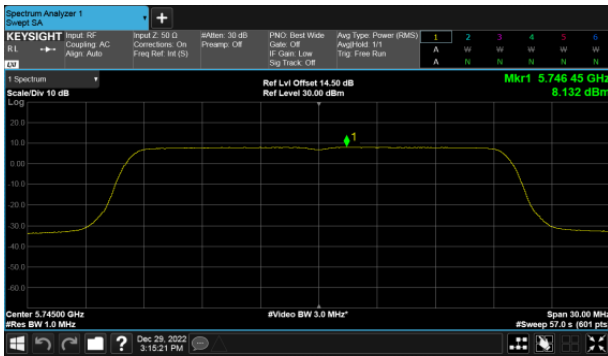 Spectrum Analyzer 1
Swept SA
+
KEYSIGHT Input: RF Input Z: 50 Ω #Atten: 30 dB PNO: Best Wide Avg Type: Power (RMS) 1 2 3 4 5 6
RL Coupling: AC Corrections: On Preamp: Off Gate: Off Avg|Hold: 1/1 A W W W W W
Align: Auto Freq Ref: Int (S) IF Gain: Low Trig: Free Run A N N N N N
LXI Sig Track: Off
1 Spectrum Ref Lvl Offset 14.50 dB Mkr1 5.746 45 GHz
Scale/Div 10 dB Ref Level 30.00 dBm 8.132 dBm
Log
20.0
1
10.0
0.00
-10.0
-20.0
-30.0
-40.0
-50.0
-60.0
Center 5.74500 GHz #Video BW 3.0 MHz* Span 30.00 MHz
#Res BW 1.0 MHz #Sweep 57.0 s (601 pts)
? Dec 29, 2022
3:15:21 PM